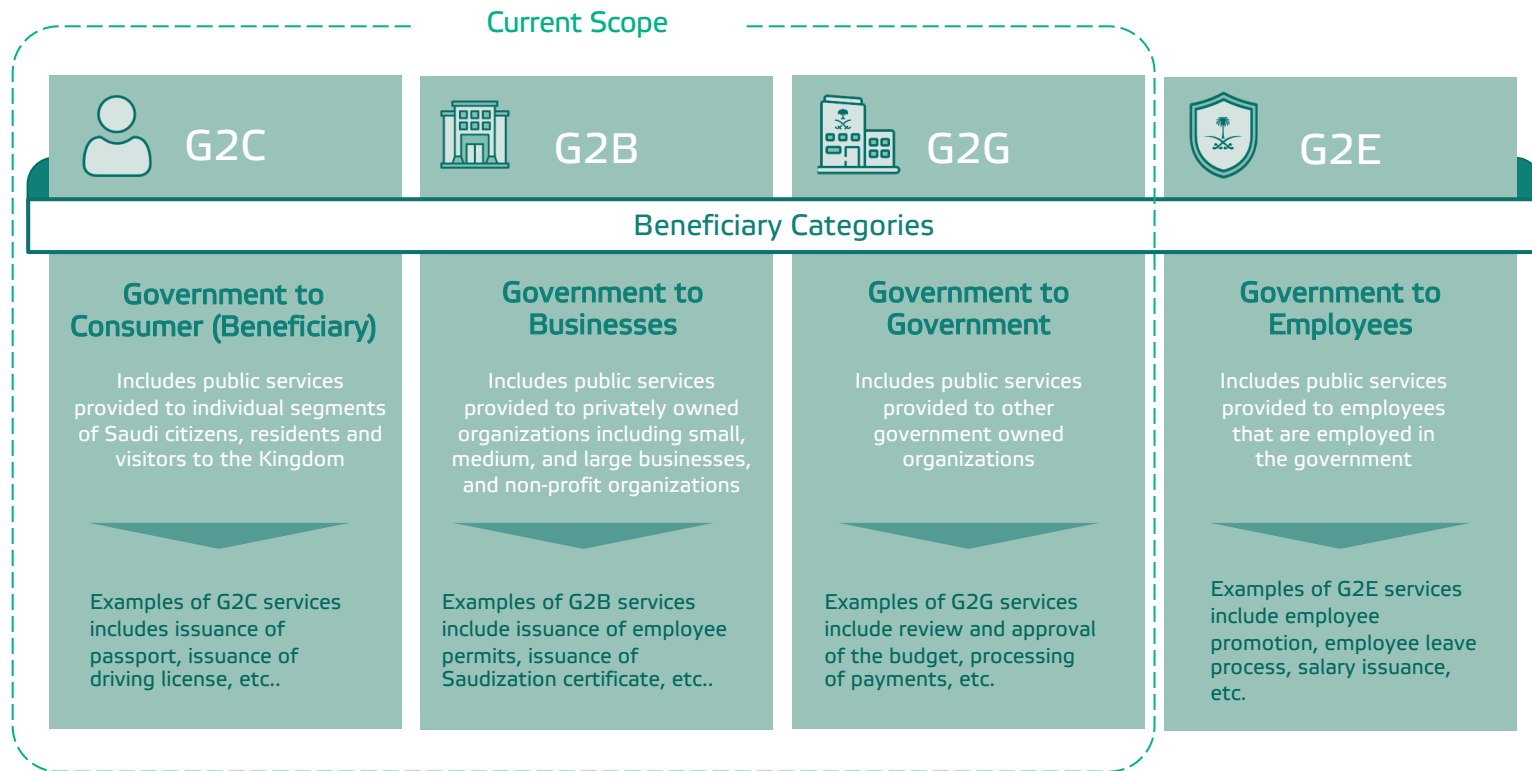 Current Scope
G2C
G2B
G2G
G2E
Beneficiary Categories
Government to
Consumer (Beneficiary)
Includes public services
provided to individual segments
of Saudi citizens, residents and
visitors to the Kingdom
Examples of G2C services
includes issuance of
passport, issuance of
driving license, etc..
Government to
Businesses
Includes public services
provided to privately owned
organizations including small,
medium, and large businesses,
and non-profit organizations
Examples of G2B services
include issuance of employee
permits, issuance of
Saudization certificate, etc..
Government to
Government
Includes public services
provided to other
government owned
organizations
Examples of G2G services
include review and approval
of the budget, processing
of payments, etc.
Government to
Employees
Includes public services
provided to employees
that are employed in
the government
Examples of G2E services
include employee
promotion, employee leave
process, salary issuance,
etc.